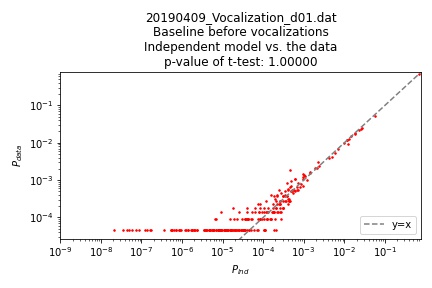 20190409_Vocalization_d01.dat
Baseline before vocalizations
Independent model vs. the data
p-value of t-test: 1.00000
10⁻¹
10⁻²
10⁻³
10⁻⁴
P_data
y=x
10⁻⁹ 10⁻⁸ 10⁻⁷ 10⁻⁶ 10⁻⁵ 10⁻⁴ 10⁻³ 10⁻² 10⁻¹
P_ind